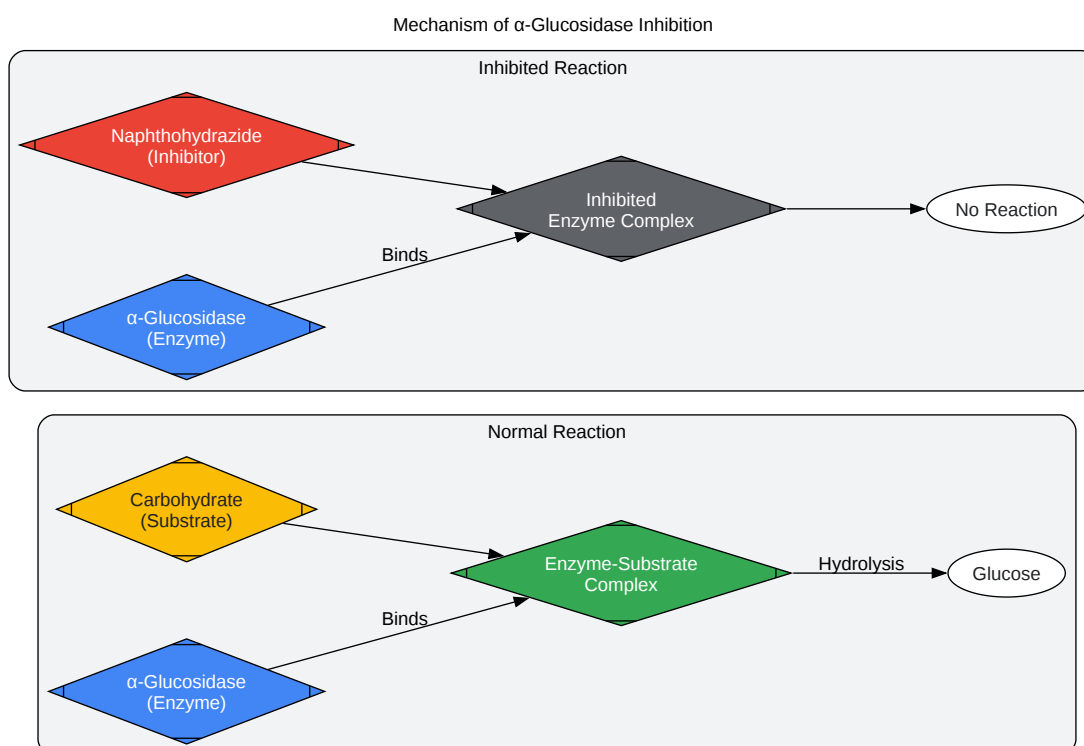 Mechanism of α-Glucosidase Inhibition
Inhibited Reaction
Naphthohydrazide
(Inhibitor)
Inhibited
Enzyme Complex
No Reaction
Binds
α-Glucosidase
(Enzyme)
Normal Reaction
Carbohydrate
(Substrate)
Enzyme-Substrate
Complex
Hydrolysis
Glucose
Binds
α-Glucosidase
(Enzyme)